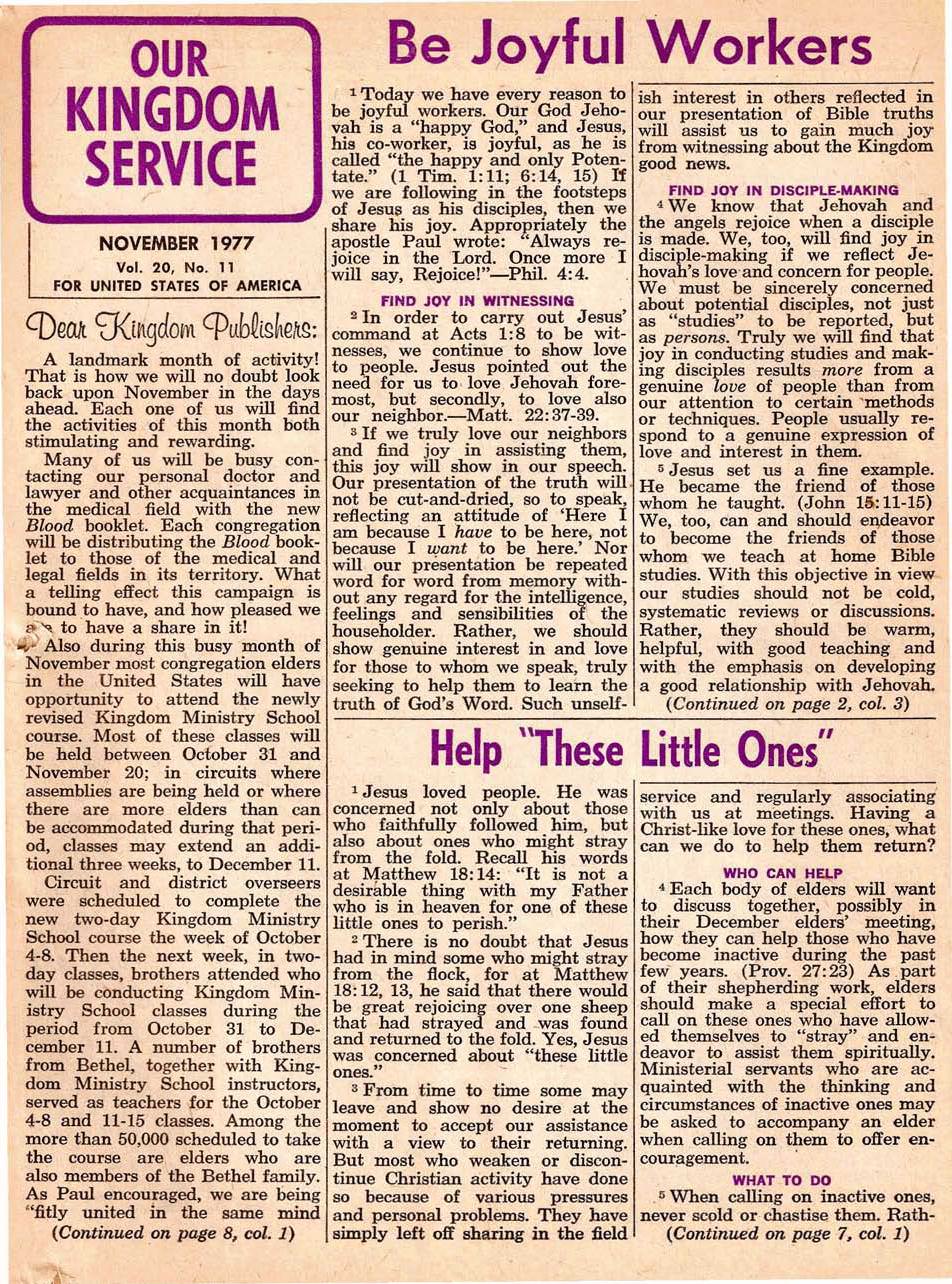 OUR
KINGDOM
SERVICE
NOVEMBER 1977
Vol. 20, No. 11
FOR UNITED STATES OF AMERICA
Dear Kingdom Publishers:
A landmark month of activity!
That is how we will no doubt look
back upon November in the days
ahead. Each one of us will find
the activities of this month both
stimulating and rewarding.
Many of us will be busy con-
tacting our personal doctor and
lawyer and other acquaintances in
the medical field with the new
Blood booklet. Each congregation
will be distributing the Blood book-
let to those of the medical and
legal fields in its territory. What
a telling effect this campaign is
bound to have, and how pleased we
to have a share in it!
Also during this busy month of
November most congregation elders
in the United States will have
opportunity to attend the newly
revised Kingdom Ministry School
course. Most of these classes will
be held between October 31 and
November 20; in circuits where
assemblies are being held or where
there are more elders than can
be accommodated during that peri-
od, classes may extend an addi-
tional three weeks, to December 11.
Circuit and district overseers
were scheduled to complete the
new two-day Kingdom Ministry
School course the week of October
4-8. Then the next week, in two-
day classes, brothers attended who
will be conducting Kingdom Min-
istry School classes during the
period from October 31 to De-
cember 11. A number of brothers
from Bethel, together with King-
dom Ministry School instructors,
served as teachers for the October
4-8 and 11-15 classes. Among the
more than 50,000 scheduled to take
the course are elders who are
also members of the Bethel family.
As Paul encouraged, we are being
"fitly united in the same mind
(Continued on page 8, col. 1)
Be Joyful Workers
1 Today we have every reason to
be joyful workers. Our God Jeho-
vah is a "happy God," and Jesus,
his co-worker, is joyful, as he is
called "the happy and only Poten-
tate." (1 Tim. 1:11; 6:14, 15) If
we are following in the footsteps
of Jesus as his disciples, then we
share his joy. Appropriately the
apostle Paul wrote: "Always re-
joice in the Lord. Once more I
will say, Rejoice!"—Phil. 4:4.
FIND JOY IN WITNESSING
2 In order to carry out Jesus'
command at Acts 1:8 to be wit-
nesses, we continue to show love
to people. Jesus pointed out the
need for us to love Jehovah fore-
most, but secondly, to love also
our neighbor.—Matt. 22:37-39.
3 If we truly love our neighbors
and find joy in assisting them,
this joy will show in our speech.
Our presentation of the truth will
not be cut-and-dried, so to speak,
reflecting an attitude of 'Here I
am because I have to be here, not
because I want to be here.' Nor
will our presentation be repeated
word for word from memory with-
out any regard for the intelligence,
feelings and sensibilities of the
householder. Rather, we should
show genuine interest in and love
for those to whom we speak, truly
seeking to help them to learn the
truth of God's Word. Such unself-
ish interest in others reflected in
our presentation of Bible truths
will assist us to gain much joy
from witnessing about the Kingdom
good news.
FIND JOY IN DISCIPLE-MAKING
4 We know that Jehovah and
the angels rejoice when a disciple
is made. We, too, will find joy in
disciple-making if we reflect Je-
hovah's love and concern for people.
We must be sincerely concerned
about potential disciples, not just
as "studies" to be reported, but
as persons. Truly we will find that
joy in conducting studies and mak-
ing disciples results more from a
genuine love of people than from
our attention to certain methods
or techniques. People usually re-
spond to a genuine expression of
love and interest in them.
5 Jesus set us a fine example.
He became the friend of those
whom he taught. (John 15:11-15)
We, too, can and should endeavor
to become the friends of those
whom we teach at home Bible
studies. With this objective in view
our studies should not be cold,
systematic reviews or discussions.
Rather, they should be warm,
helpful, with good teaching and
with the emphasis on developing
a good relationship with Jehovah.
(Continued on page 2, col. 3)
Help "These Little Ones"
1 Jesus loved people. He was
concerned not only about those
who faithfully followed him, but
also about ones who might stray
from the fold. Recall his words
at Matthew 18:14: "It is not a
desirable thing with my Father
who is in heaven for one of these
little ones to perish."
2 There is no doubt that Jesus
had in mind some who might stray
from the flock, for at Matthew
18:12, 13, he said that there would
be great rejoicing over one sheep
that had strayed and was found
and returned to the fold. Yes, Jesus
was concerned about "these little
ones."
3 From time to time some may
leave and show no desire at the
moment to accept our assistance
with a view to their returning.
But most who weaken or discon-
tinue Christian activity have done
so because of various pressures
and personal problems. They have
simply left off sharing in the field
service and regularly associating
with us at meetings. Having a
Christ-like love for these ones, what
can we do to help them return?
WHO CAN HELP
4 Each body of elders will want
to discuss together, possibly in
their December elders' meeting,
how they can help those who have
become inactive during the past
few years. (Prov. 27:23) As part
of their shepherding work, elders
should make a special effort to
call on these ones who have allow-
ed themselves to "stray" and en-
deavor to assist them spiritually.
Ministerial servants who are ac-
quainted with the thinking and
circumstances of inactive ones may
be asked to accompany an elder
when calling on them to offer en-
couragement.
WHAT TO DO
5 When calling on inactive ones,
never scold or chastise them. Rath-
(Continued on page 7, col. 1)